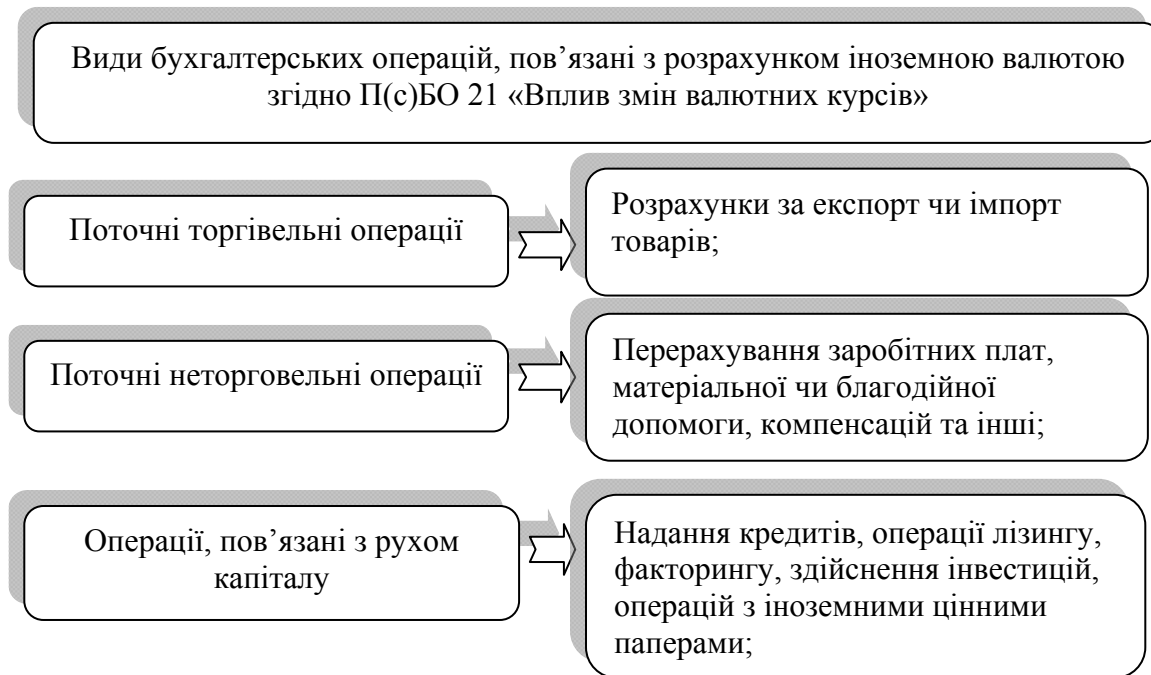 Види бухгалтерських операцій, пов’язані з розрахунком іноземною валютою
згідно П(с)БО 21 «Вплив змін валютних курсів»
Поточні торгівельні операції
Розрахунки за експорт чи імпорт
товарів;
Поточні неторговельні операції
Перерахування заробітних плат,
матеріальної чи благодійної
допомоги, компенсацій та інші;
Операції, пов’язані з рухом
капіталу
Надання кредитів, операції лізингу,
факторингу, здійснення інвестицій,
операцій з іноземними цінними
паперами;